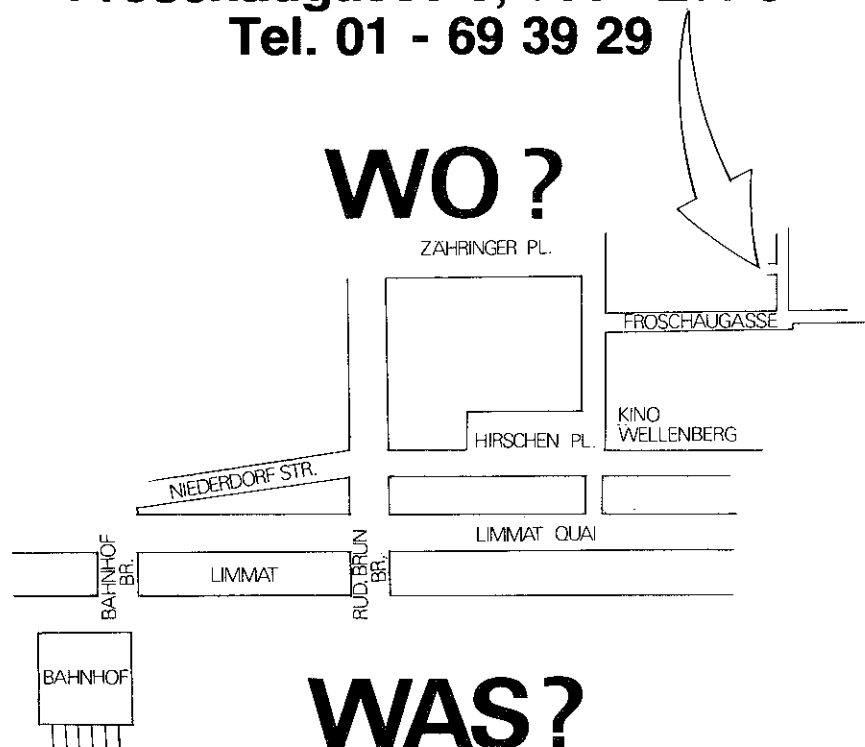 Tel. 01 - 69 39 29
WO ?
ZÄHRINGER PL.
FROSCHAUGASSE
KINO
WELLENBERG
HIRSCHEN PL.
NIEDERDORF STR.
LIMMAT QUAI
BAHNHOF BR.
LIMMAT
RUD. BRUN BR.
BAHNHOF
WAS ?